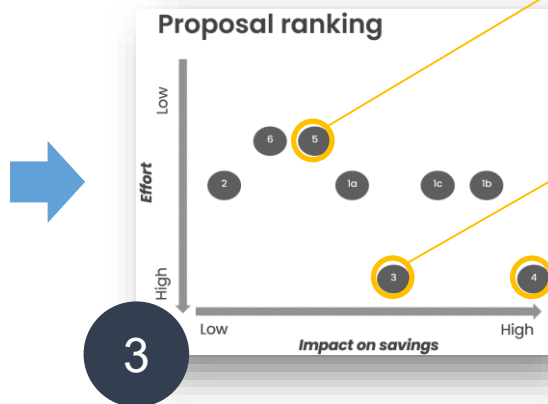 Proposal ranking
Low
Effort
High
6
5
2
1a
1c
1b
3
4
Low
High
Impact on savings
3